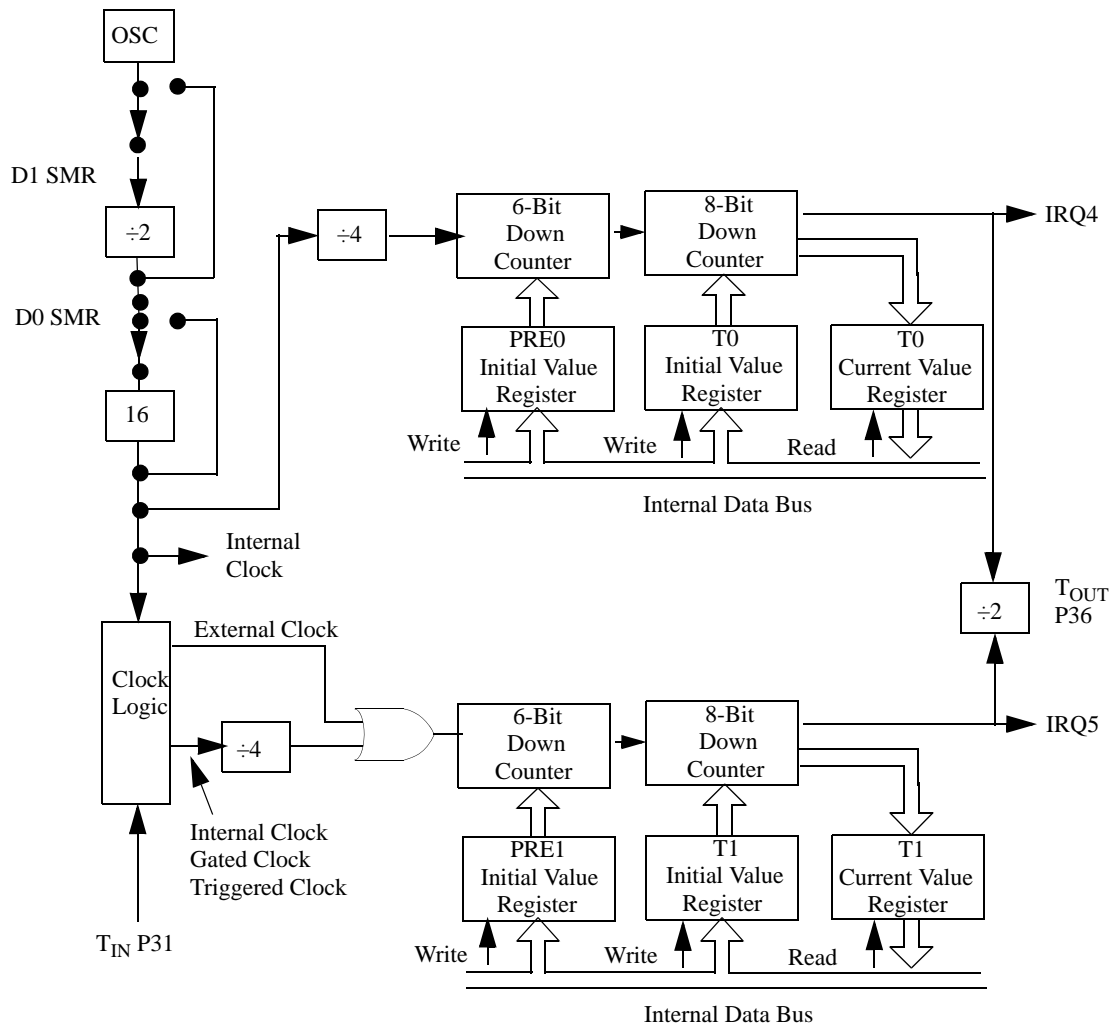 OSC
D1 SMR
÷2
D0 SMR
16
÷4
6-Bit
Down
Counter
8-Bit
Down
Counter
IRQ4
PRE0
Initial Value
Register
T0
Initial Value
Register
T0
Current Value
Register
Write
Write
Read
Internal Data Bus
Internal
Clock
÷2
TOUT
P36
External Clock
Clock
Logic
÷4
6-Bit
Down
Counter
8-Bit
Down
Counter
IRQ5
Internal Clock
Gated Clock
Triggered Clock
PRE1
Initial Value
Register
T1
Initial Value
Register
T1
Current Value
Register
TIN P31
Write
Write
Read
Internal Data Bus